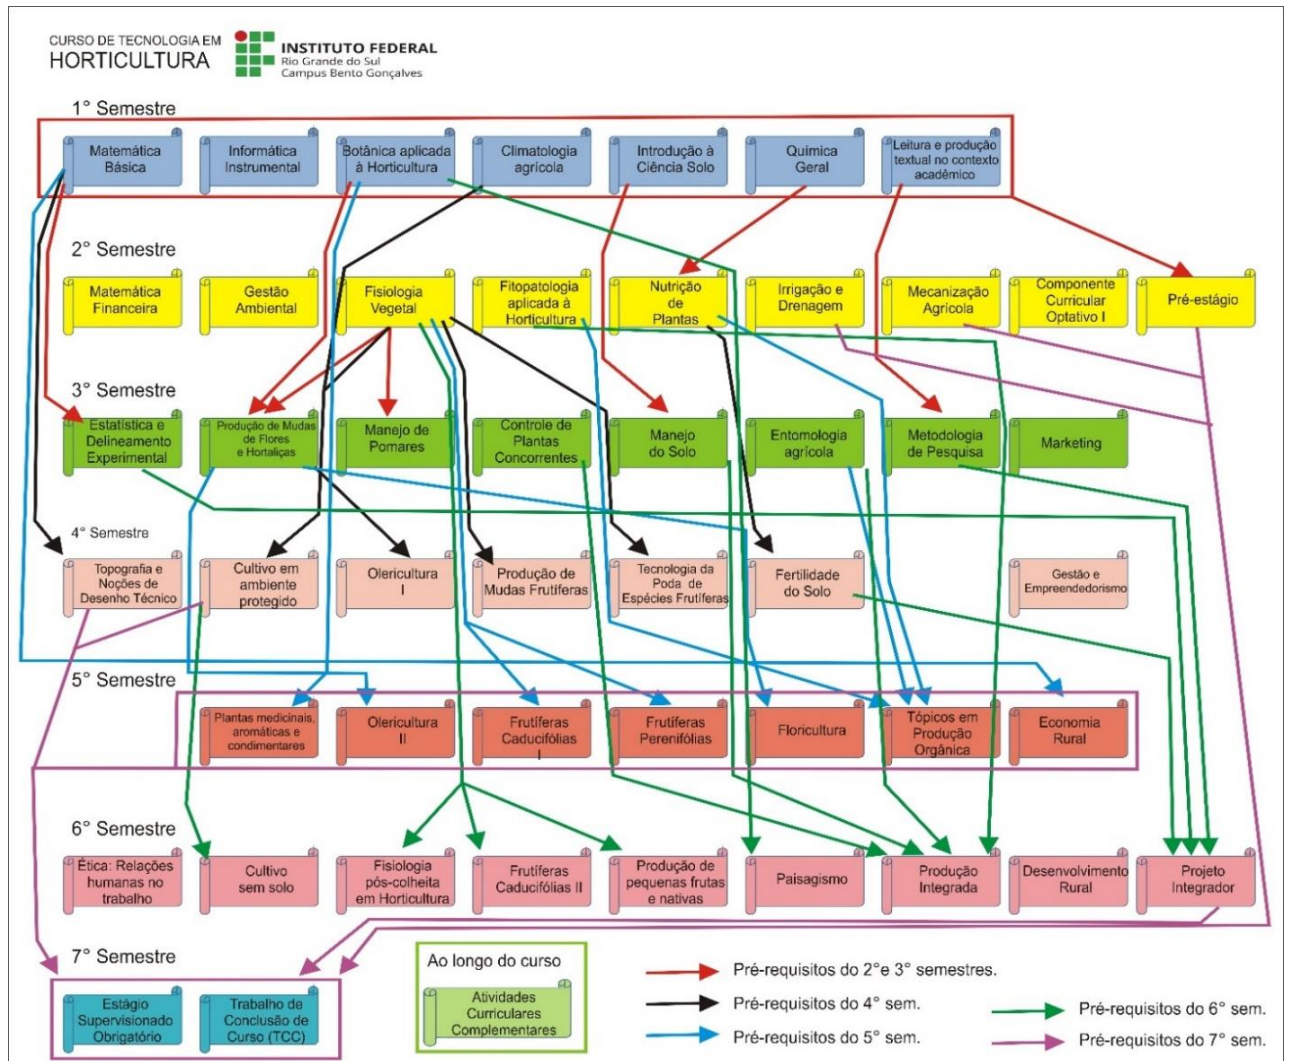 CURSO DE TECNOLOGIA EM
HORTICULTURA
INSTITUTO FEDERAL
Rio Grande do Sul
Campus Bento Gonçalves
1° Semestre
Matemática
Básica
Informática
Instrumental
Botânica aplicada
à Horticultura
Climatologia
agrícola
Introdução à
Ciência Solo
Quimica
Geral
Leitura e produção
textual no contexto
acadêmico
2° Semestre
Matemática
Financeira
Gestão
Ambiental
Fisiologia
Vegetal
Fitopatologia
aplicada à
Horticultura
Nutrição
de
Plantas
Irrigação e
Drenagem
Mecanização
Agrícola
Componente
Curricular
Optativo I
Pré-estágio
3° Semestre
Estatística e
Delineamento
Experimental
Produção de Mudas
de Flores
e Hortaliças
Manejo de
Pomares
Controle de
Plantas
Concorrentes
Manejo
do Solo
Entomologia
agrícola
Metodologia
de Pesquisa
Marketing
4° Semestre
Topografia e
Noções de
Desenho Técnico
Cultivo em
ambiente
protegido
Olericultura
I
Produção de
Mudas Frutíferas
Tecnologia da
Poda de
Espécies Frutíferas
Fertilidade
do Solo
Gestão e
Empreendedorismo
5° Semestre
Plantas medicinais,
aromáticas e
condimentares
Olericultura
II
Frutíferas
Caducifólias
I
Frutíferas
Perenifólias
Floricultura
Tópicos em
Produção
Orgânica
Economia
Rural
6° Semestre
Ética: Relações
humanas no
trabalho
Cultivo
sem solo
Fisiologia
pós-colheita
em Horticultura
Frutíferas
Caducifólias II
Produção de
pequenas frutas
e nativas
Paisagismo
Produção
Integrada
Desenvolvimento
Rural
Projeto
Integrador
7° Semestre
Estágio
Supervisionado
Obrigatório
Trabalho de
Conclusão de
Curso (TCC)
Ao longo do curso
Atividades
Curriculares
Complementares
Pré-requisitos do 2°e 3° semestres.
Pré-requisitos do 4° sem.
Pré-requisitos do 5° sem.
Pré-requisitos do 6° sem.
Pré-requisitos do 7° sem.